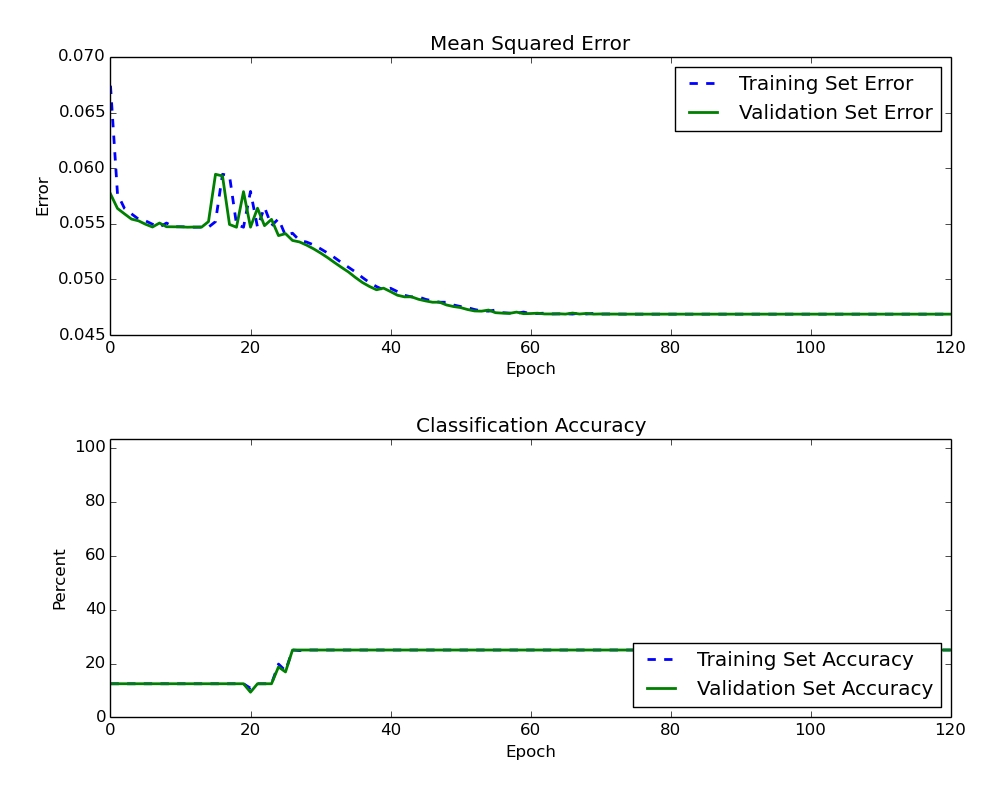 Mean Squared Error
0.070
0.065
0.060
0.055
0.050
0.045
Error
Training Set Error
Validation Set Error
0 20 40 60 80 100 120
Epoch
Classification Accuracy
100
80
60
40
20
0
Percent
Training Set Accuracy
Validation Set Accuracy
0 20 40 60 80 100 120
Epoch